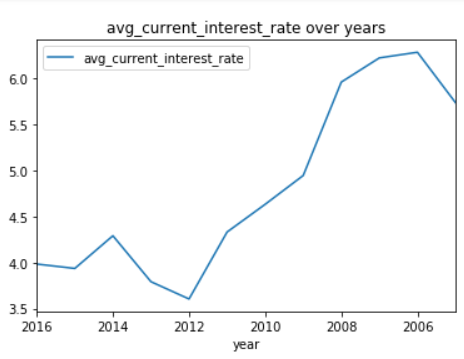 avg_current_interest_rate over years
avg_current_interest_rate
6.0
5.5
5.0
4.5
4.0
3.5
2016 2014 2012 2010 2008 2006
year